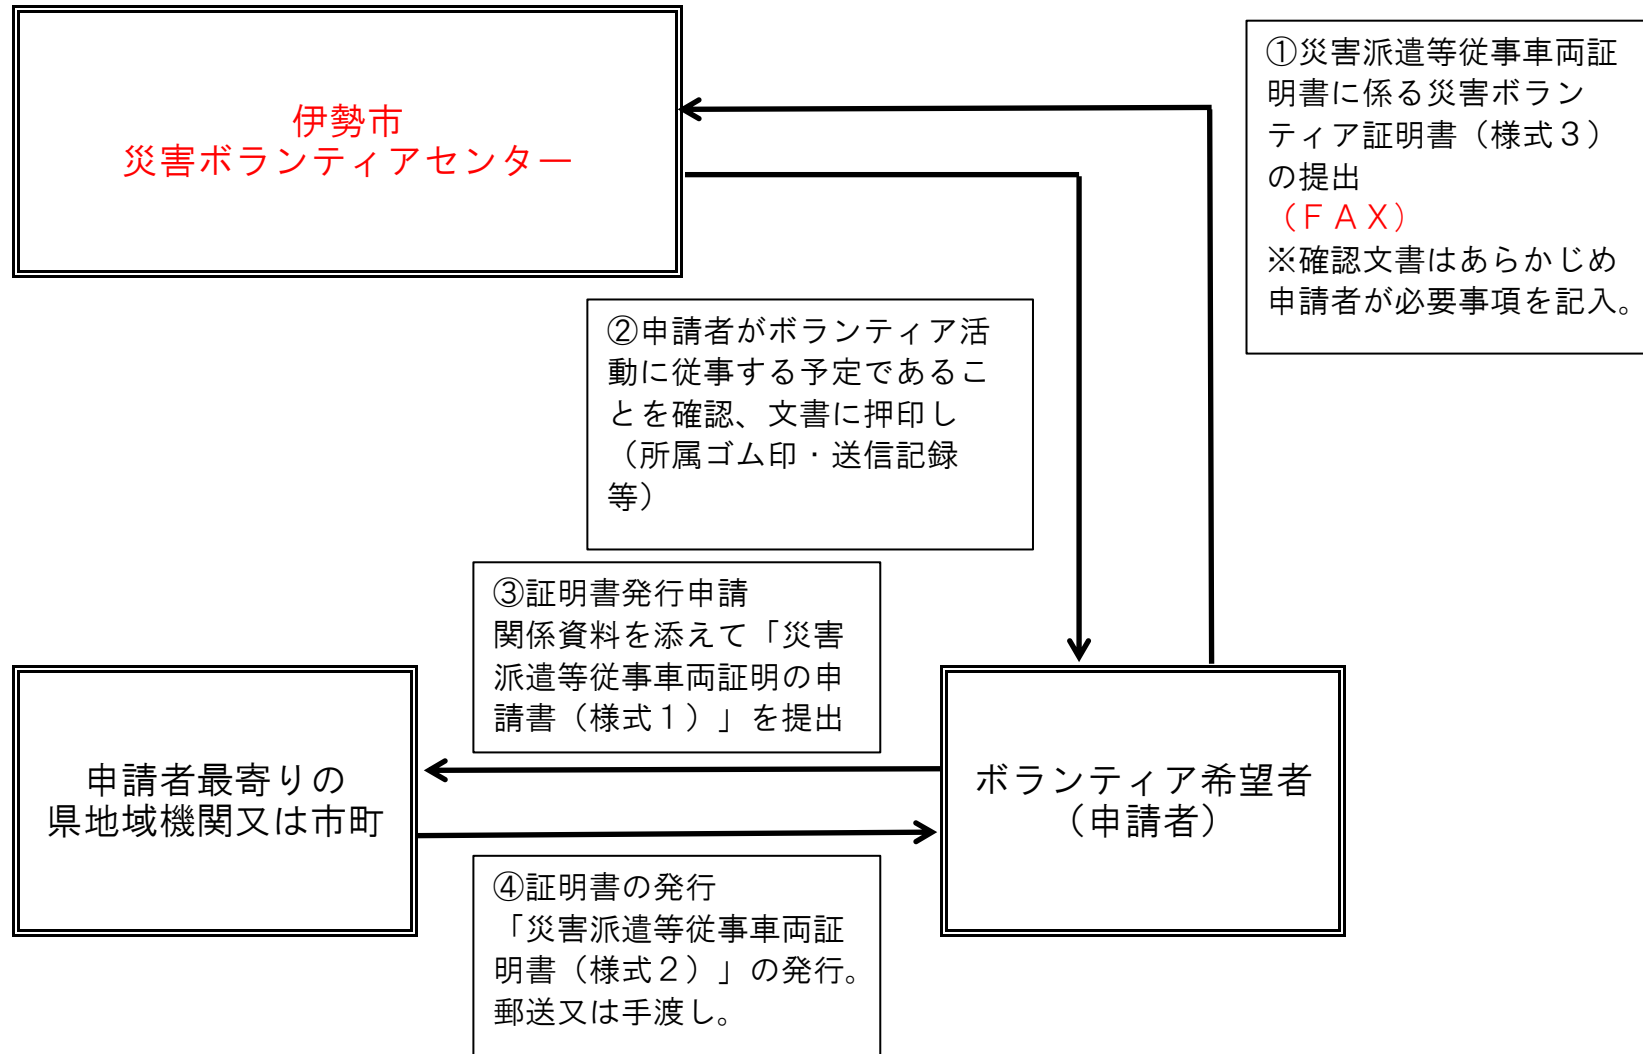 伊勢市
災害ボランティアセンター
①災害派遣等従事車両証
明書に係る災害ボラン
ティア証明書（様式３）
の提出
（ＦＡＸ）
※確認文書はあらかじめ
申請者が必要事項を記入。
②申請者がボランティア活
動に従事する予定であるこ
とを確認、文書に押印し
（所属ゴム印・送信記録
等）
③証明書発行申請
関係資料を添えて「災害
派遣等従事車両証明の申
請書（様式１）」を提出
申請者最寄りの
県地域機関又は市町
ボランティア希望者
（申請者）
④証明書の発行
「災害派遣等従事車両証
明書（様式２）」の発行。
郵送又は手渡し。